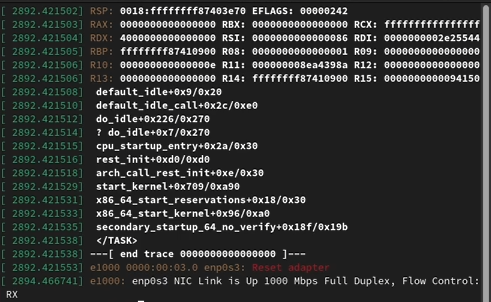 [ 2892.421502] RSP: 0018:ffffffff87403e70 EFLAGS: 00000242
[ 2892.421505] RAX: 0000000000000000 RBX: 0000000000000000 RCX: ffffffffffffffff
[ 2892.421504] RDX: 4000000000000000 RSI: 0000000000000086 RDI: 0000000002e25544
[ 2892.421505] RBP: ffffffff87410900 R08: 0000000000000001 R09: 0000000000000000
[ 2892.421506] R10: 000000000000000e R11: 000000008ea4398a R12: 0000000000000000
[ 2892.421506] R13: 0000000000000000 R14: ffffffff87410900 R15: 0000000000094150
[ 2892.421508]  default_idle+0x9/0x20
[ 2892.421510]  default_idle_call+0x2c/0xe0
[ 2892.421512]  do_idle+0x226/0x270
[ 2892.421514]  ? do_idle+0x7/0x270
[ 2892.421515]  cpu_startup_entry+0x2a/0x30
[ 2892.421516]  rest_init+0xd0/0xd0
[ 2892.421518]  arch_call_rest_init+0xe/0x30
[ 2892.421529]  start_kernel+0x709/0xa90
[ 2892.421531]  x86_64_start_reservations+0x18/0x30
[ 2892.421533]  x86_64_start_kernel+0x96/0xa0
[ 2892.421535]  secondary_startup_64_no_verify+0x18f/0x19b
[ 2892.421538]  </TASK>
[ 2892.421538] ---[ end trace 0000000000000000 ]---
[ 2892.421553] e1000 0000:00:03.0 enp0s3: Reset adapter
[ 2894.466741] e1000: enp0s3 NIC Link is Up 1000 Mbps Full Duplex, Flow Control:
RX